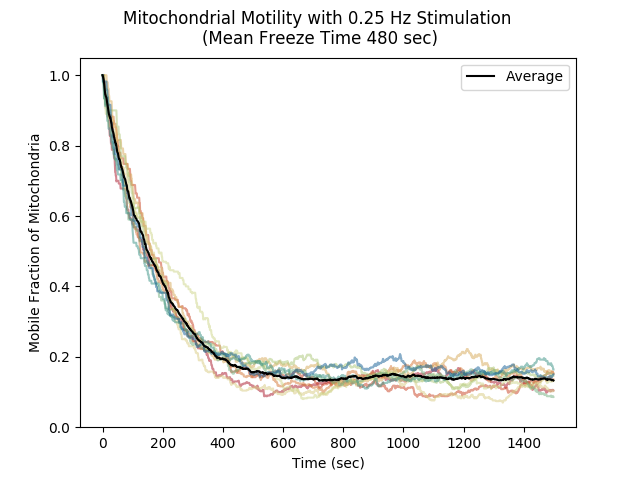 Mitochondrial Motility with 0.25 Hz Stimulation
(Mean Freeze Time 480 sec)
Average
Mobile Fraction of Mitochondria
1.0
0.8
0.6
0.4
0.2
0.0
0
200
400
600
800
1000
1200
1400
Time (sec)